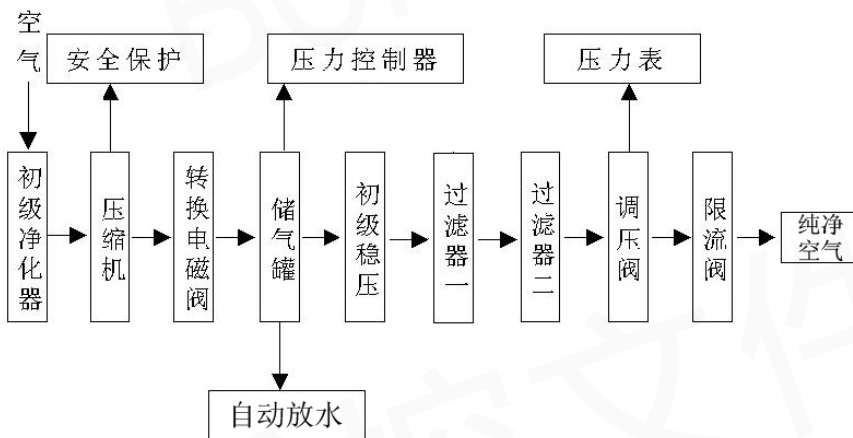 空气
安全保护
压力控制器
压力表
初级净化器
压缩机
转换电磁阀
储气罐
初级稳压
过滤器一
过滤器二
调压阀
限流阀
纯净
空气
自动放水